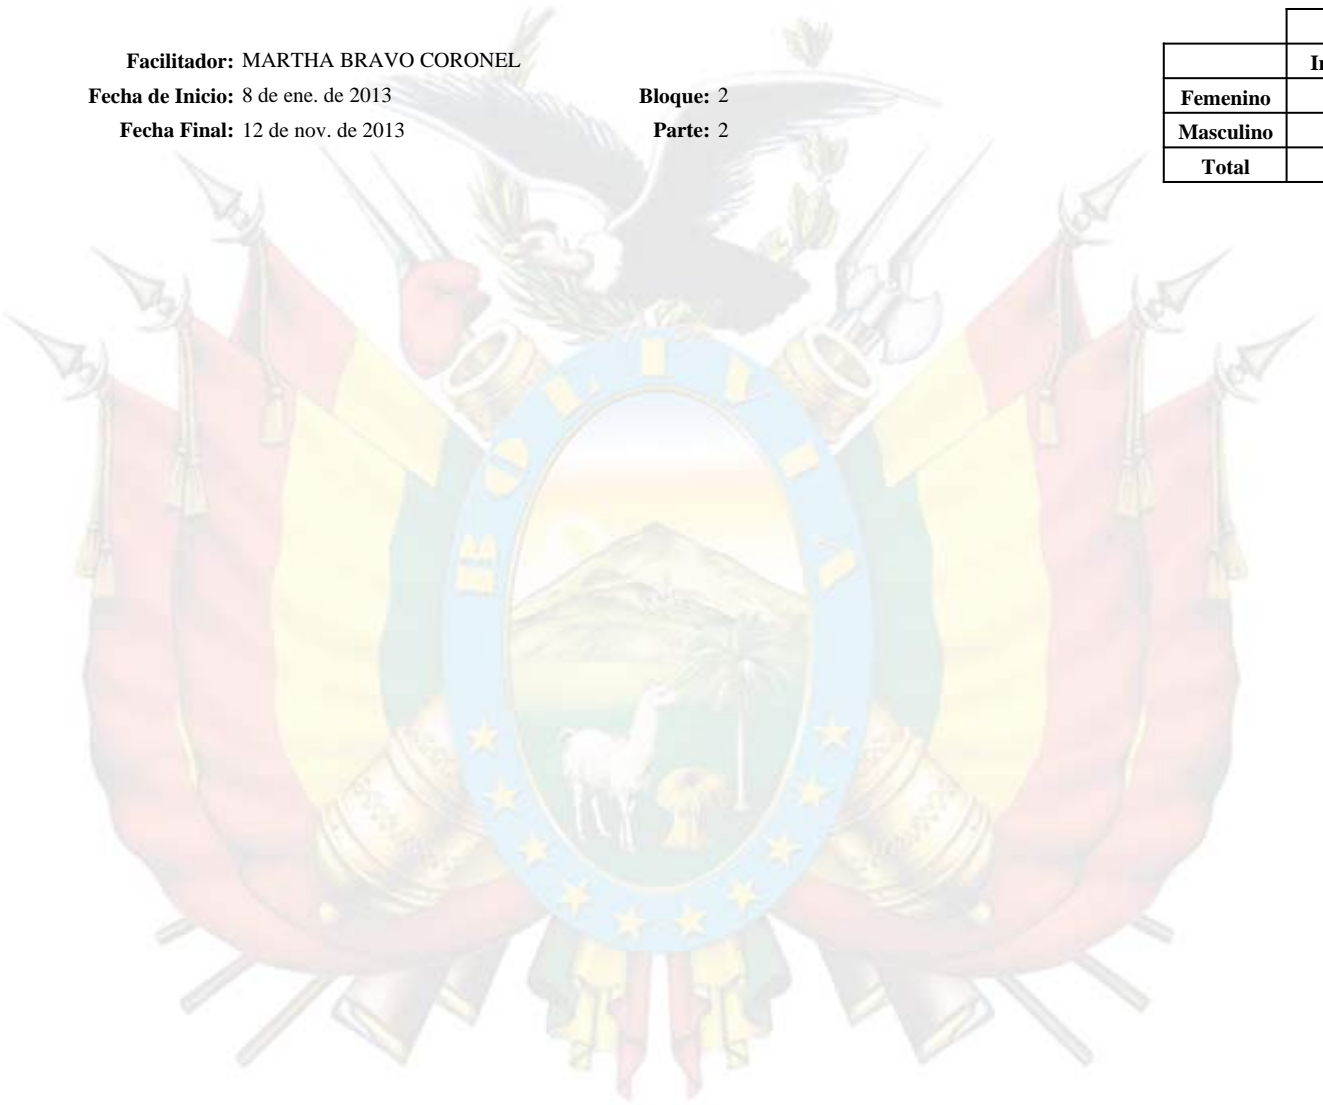 Facilitador: MARTHA BRAVO CORONEL
Fecha de Inicio: 8 de ene. de 2013 Bloque: 2
Fecha Final: 12 de nov. de 2013 Parte: 2
Femenino
Masculino
Total
BOLIVIA